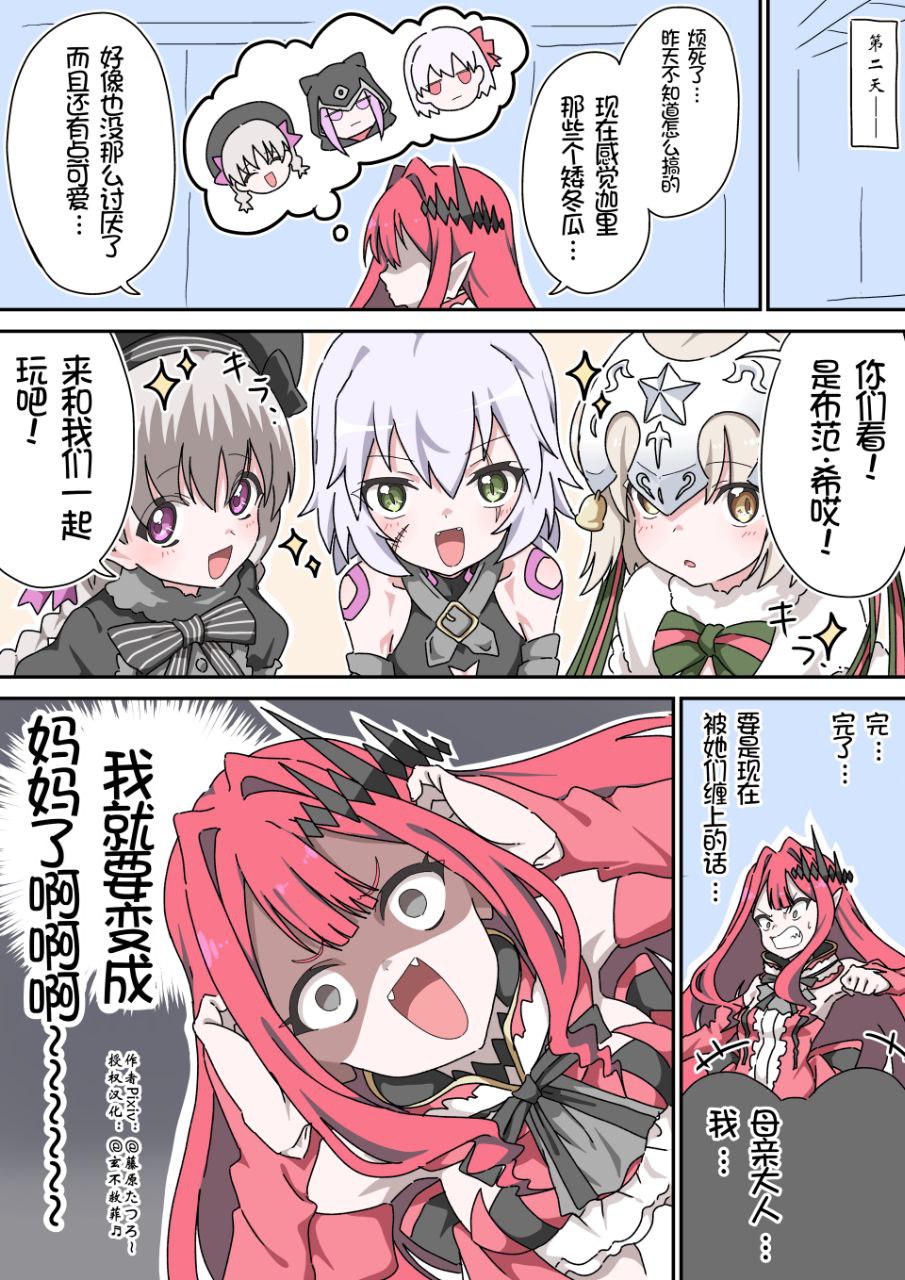 第二天——
烦死了…
昨天不知道怎么搞的
现在感觉迦里
那些个矮冬瓜…
好像也没那么讨厌了
而且还有点可爱…
你们看！
是布范·希哎！
キラ、
キラ、
来和我们一起
玩吧！
完…
完了…
要是现在
被她们缠上的话…
母亲大人…
我…
我就要变成
妈妈了啊啊啊～～～～～
作者Pixiv：@藤原たつろ～
授权汉化：@玄不救菲♬